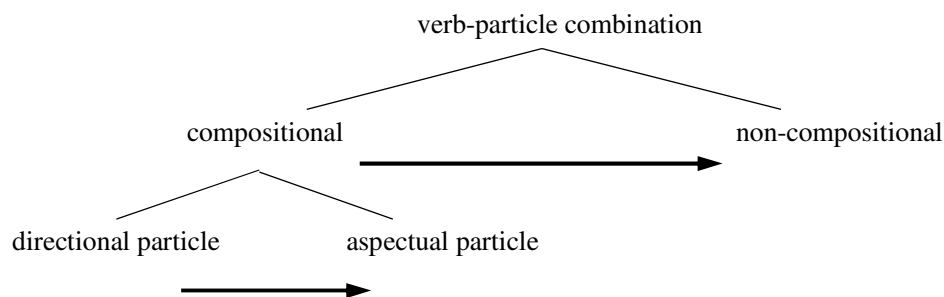 verb-particle combination
compositional
non-compositional
directional particle
aspectual particle